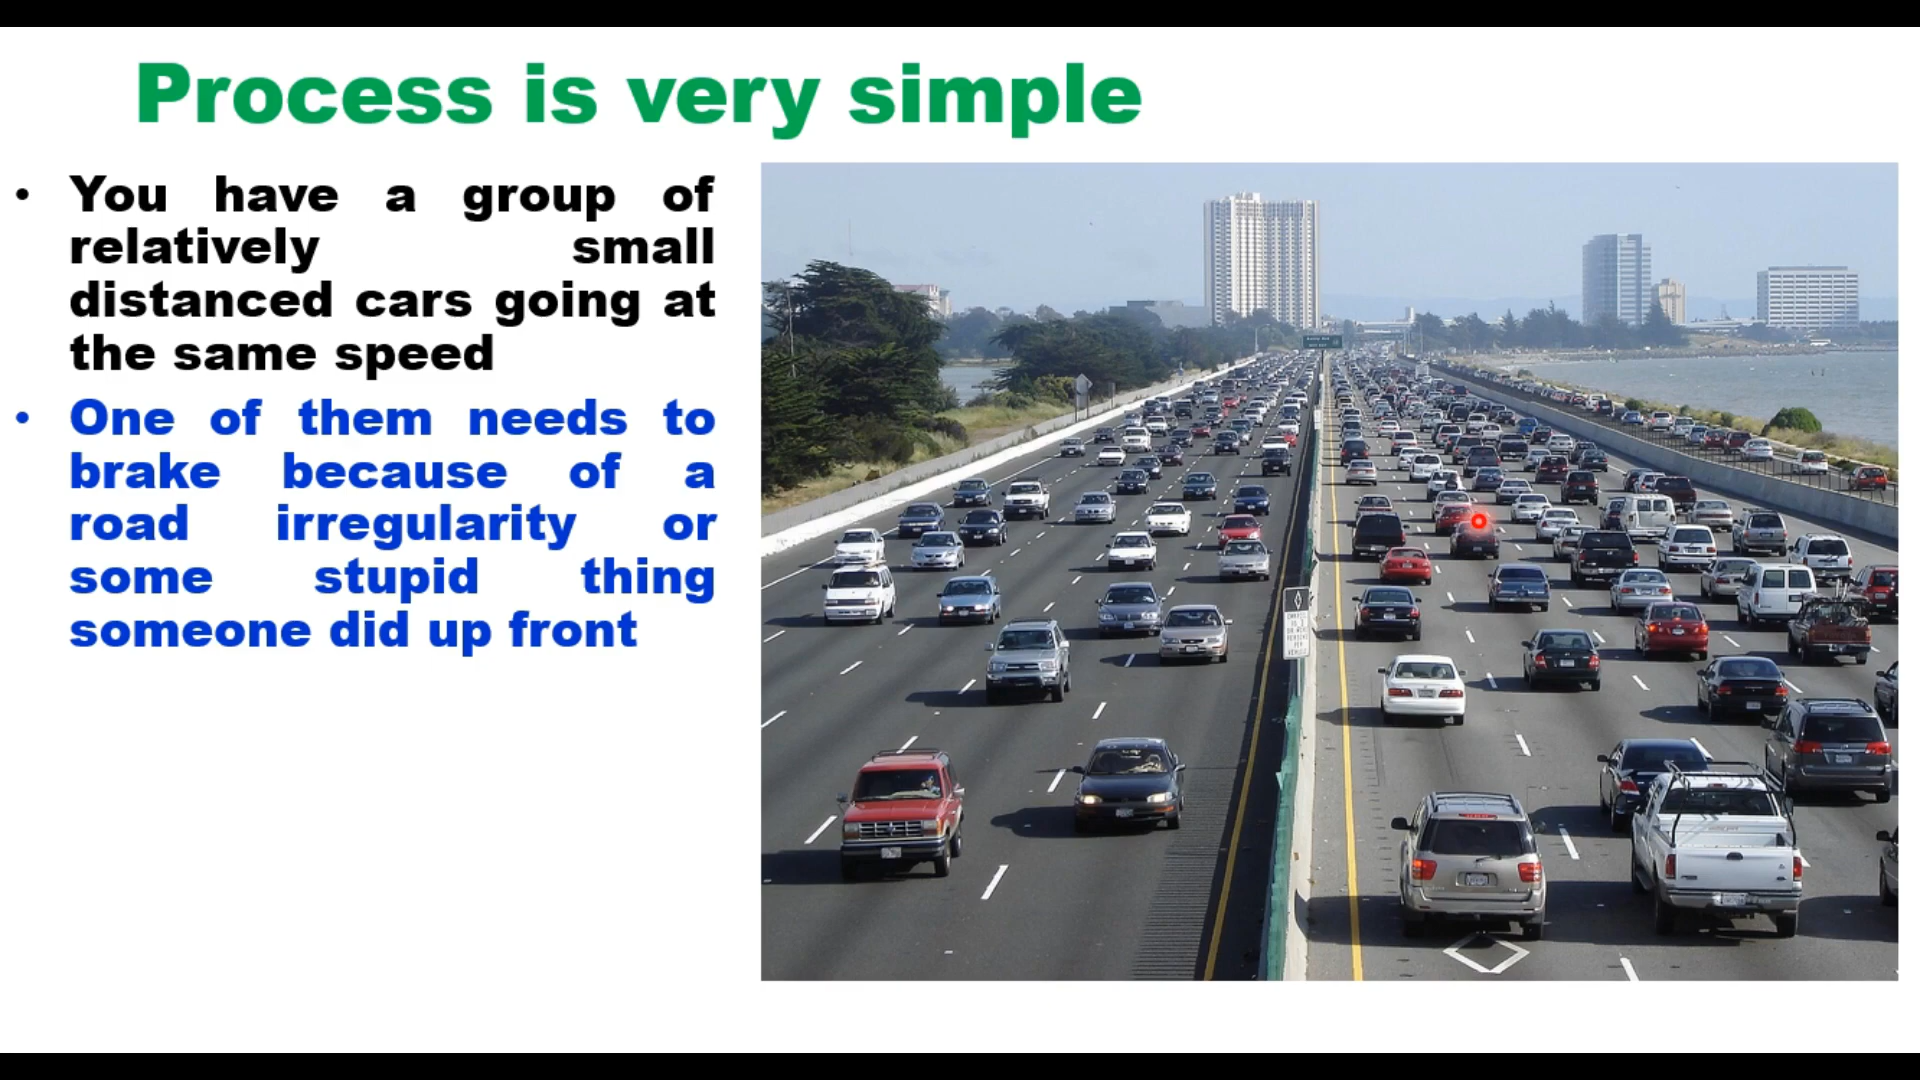 Process is very simple
• You have a group of
relatively small
distanced cars going at
the same speed
• One of them needs to
brake because of a
road irregularity or
some stupid thing
someone did up front